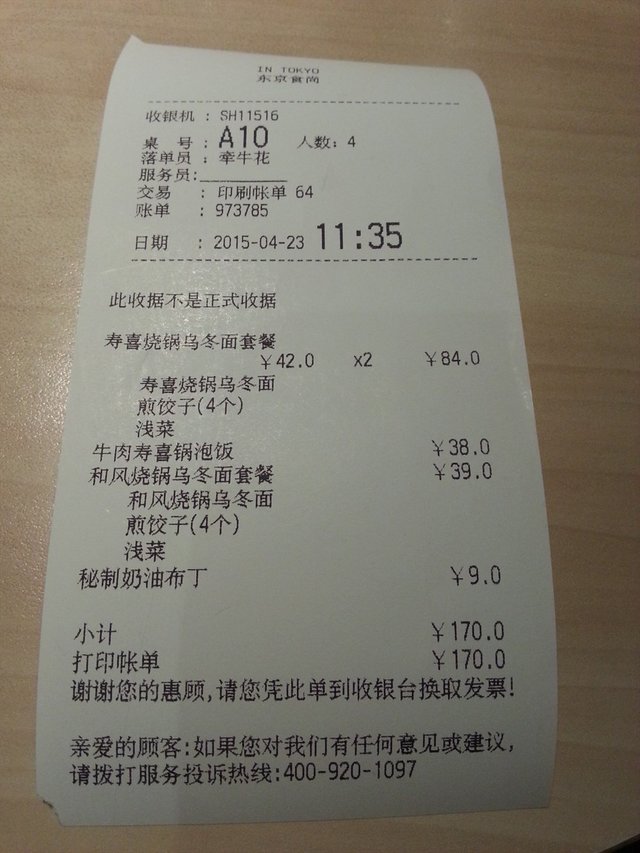 IN TOKYO
东京食尚
收银机 : SH11516
桌 号 : A10 人数: 4
落单员 : 牵牛花
服务员:
交易 : 印刷帐单 64
账单 : 973785
日期 : 2015-04-23 11:35
此收据不是正式收据
寿喜烧锅乌冬面套餐
￥42.0 x2 ￥84.0
寿喜烧锅乌冬面
煎饺子(4个)
浅菜
牛肉寿喜锅泡饭 ￥38.0
和风烧锅乌冬面套餐 ￥39.0
和风烧锅乌冬面
煎饺子(4个)
浅菜
秘制奶油布丁 ￥9.0
小计 ￥170.0
打印帐单 ￥170.0
谢谢您的惠顾,请您凭此单到收银台换取发票!
亲爱的顾客:如果您对我们有任何意见或建议,
请拨打服务投诉热线:400-920-1097